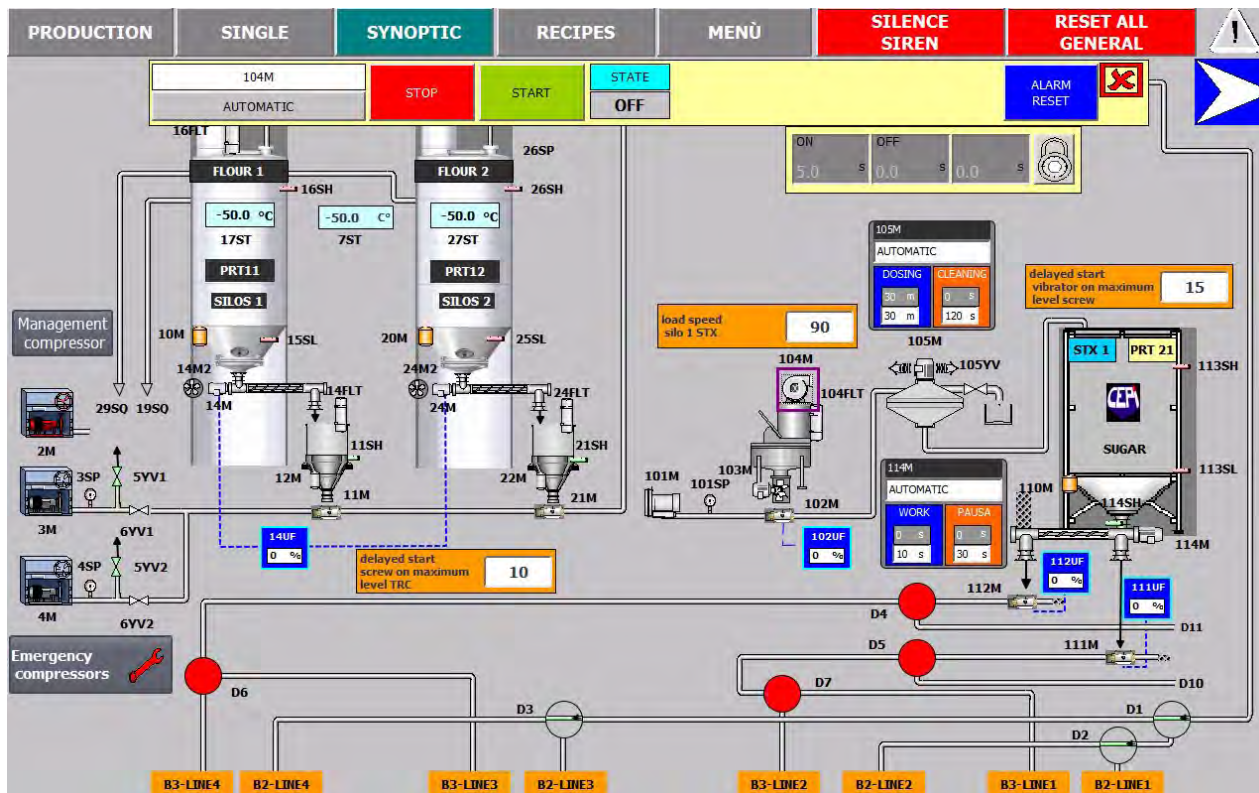 PRODUCTION
SINGLE
SYNOPTIC
RECIPES
MENÙ
SILENCE
SIREN
RESET ALL
GENERAL
104M
AUTOMATIC
STOP
START
STATE
OFF
ALARM
RESET
16FLT
26SP
ON
5.0 s
OFF
0.0 s
0.0 s
FLOUR 1
FLOUR 2
16SH
26SH
-50.0 °C
-50.0 C°
-50.0 °C
17ST
7ST
27ST
PRT11
PRT12
SILOS 1
SILOS 2
105M
AUTOMATIC
DOSING
CLEANING
30 m
0 s
30 m
120 s
delayed start
vibrator on maximum
level screw
15
Management
compressor
10M
15SL
20M
25SL
load speed
silo 1 STX
90
105M
105YV
STX 1
PRT 21
104M
104FLT
113SH
14M2
14M
14FLT
24M2
24M
24FLT
29SQ
19SQ
CEPi
SUGAR
2M
11SH
21SH
12M
22M
11M
21M
3SP
5YV1
3M
6YV1
101M
101SP
103M
102M
114M
AUTOMATIC
WORK
PAUSA
0 s
0 s
10 s
30 s
110M
113SL
114SH
114M
14UF
0 %
102UF
0 %
delayed start
screw on maximum
level TRC
10
4SP
5YV2
4M
6YV2
112UF
0 %
112M
111UF
0 %
D4
D11
Emergency
compressors
D5
111M
D6
D7
D10
D3
D1
D2
B3-LINE4
B2-LINE4
B3-LINE3
B2-LINE3
B3-LINE2
B2-LINE2
B3-LINE1
B2-LINE1